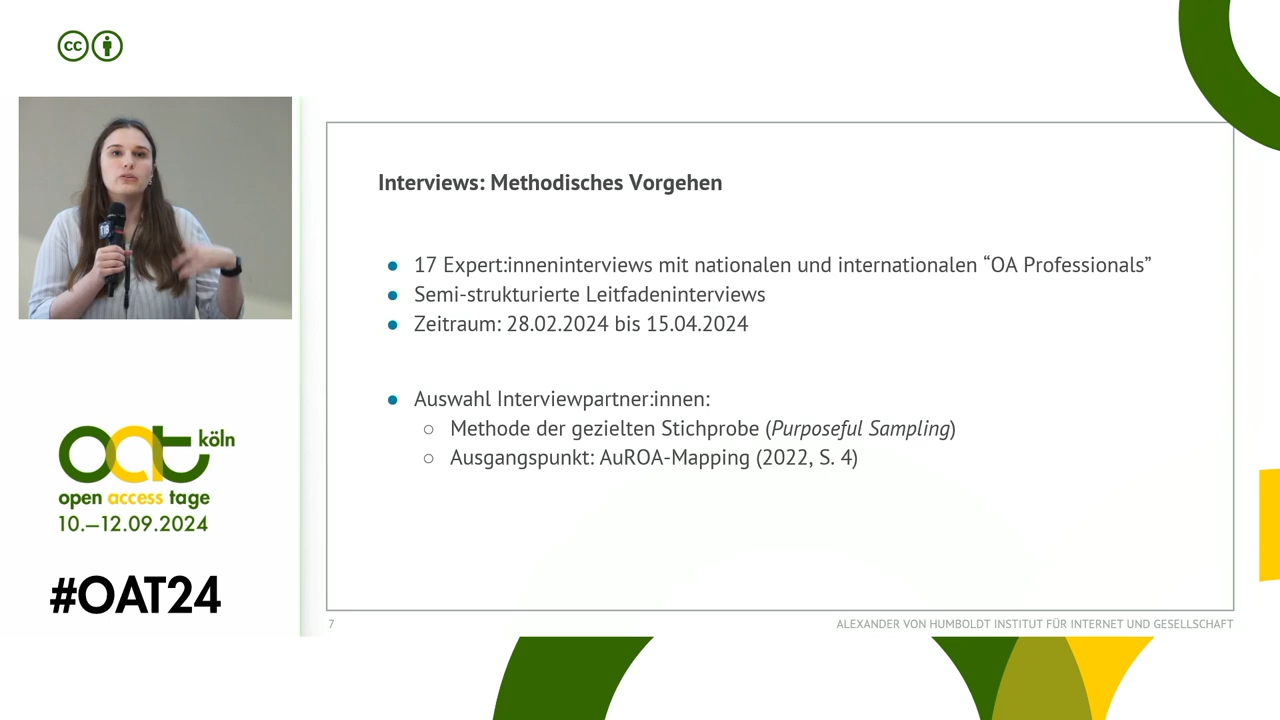 cc
Interviews: Methodisches Vorgehen
● 17 Expert:inneninterviews mit nationalen und internationalen “OA Professionals”
● Semi-strukturierte Leitfadeninterviews
● Zeitraum: 28.02.2024 bis 15.04.2024
● Auswahl Interviewpartner:innen:
○ Methode der gezielten Stichprobe (Purposeful Sampling)
○ Ausgangspunkt: AuROA-Mapping (2022, S. 4)
oat köln
open access tage
10.–12.09.2024
#OAT24
7
ALEXANDER VON HUMBOLDT INSTITUT FÜR INTERNET UND GESELLSCHAFT